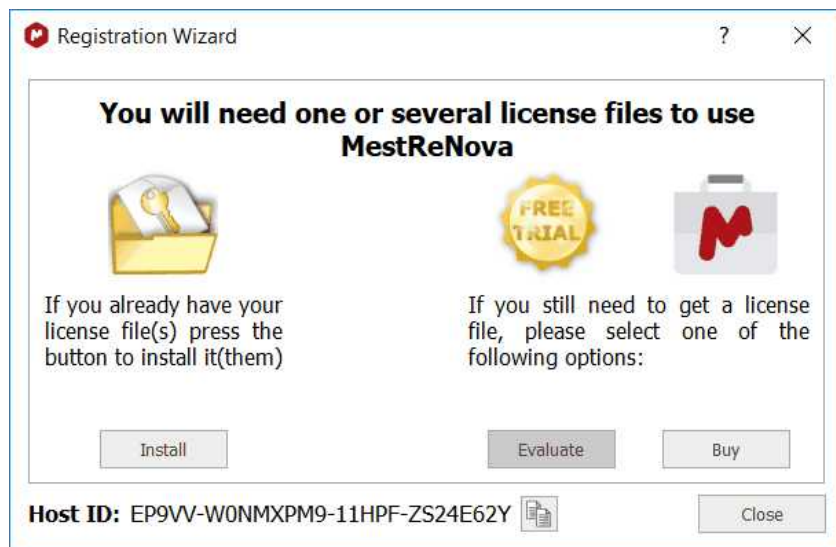 Registration Wizard
You will need one or several license files to use
MestReNova
FREE
TRIAL
If you already have your
license file(s) press the
button to install it(them)
If you still need to get a license
file, please select one of the
following options:
Install
Evaluate
Buy
Host ID: EP9VV-W0NMXPM9-11HPF-ZS24E62Y
Close